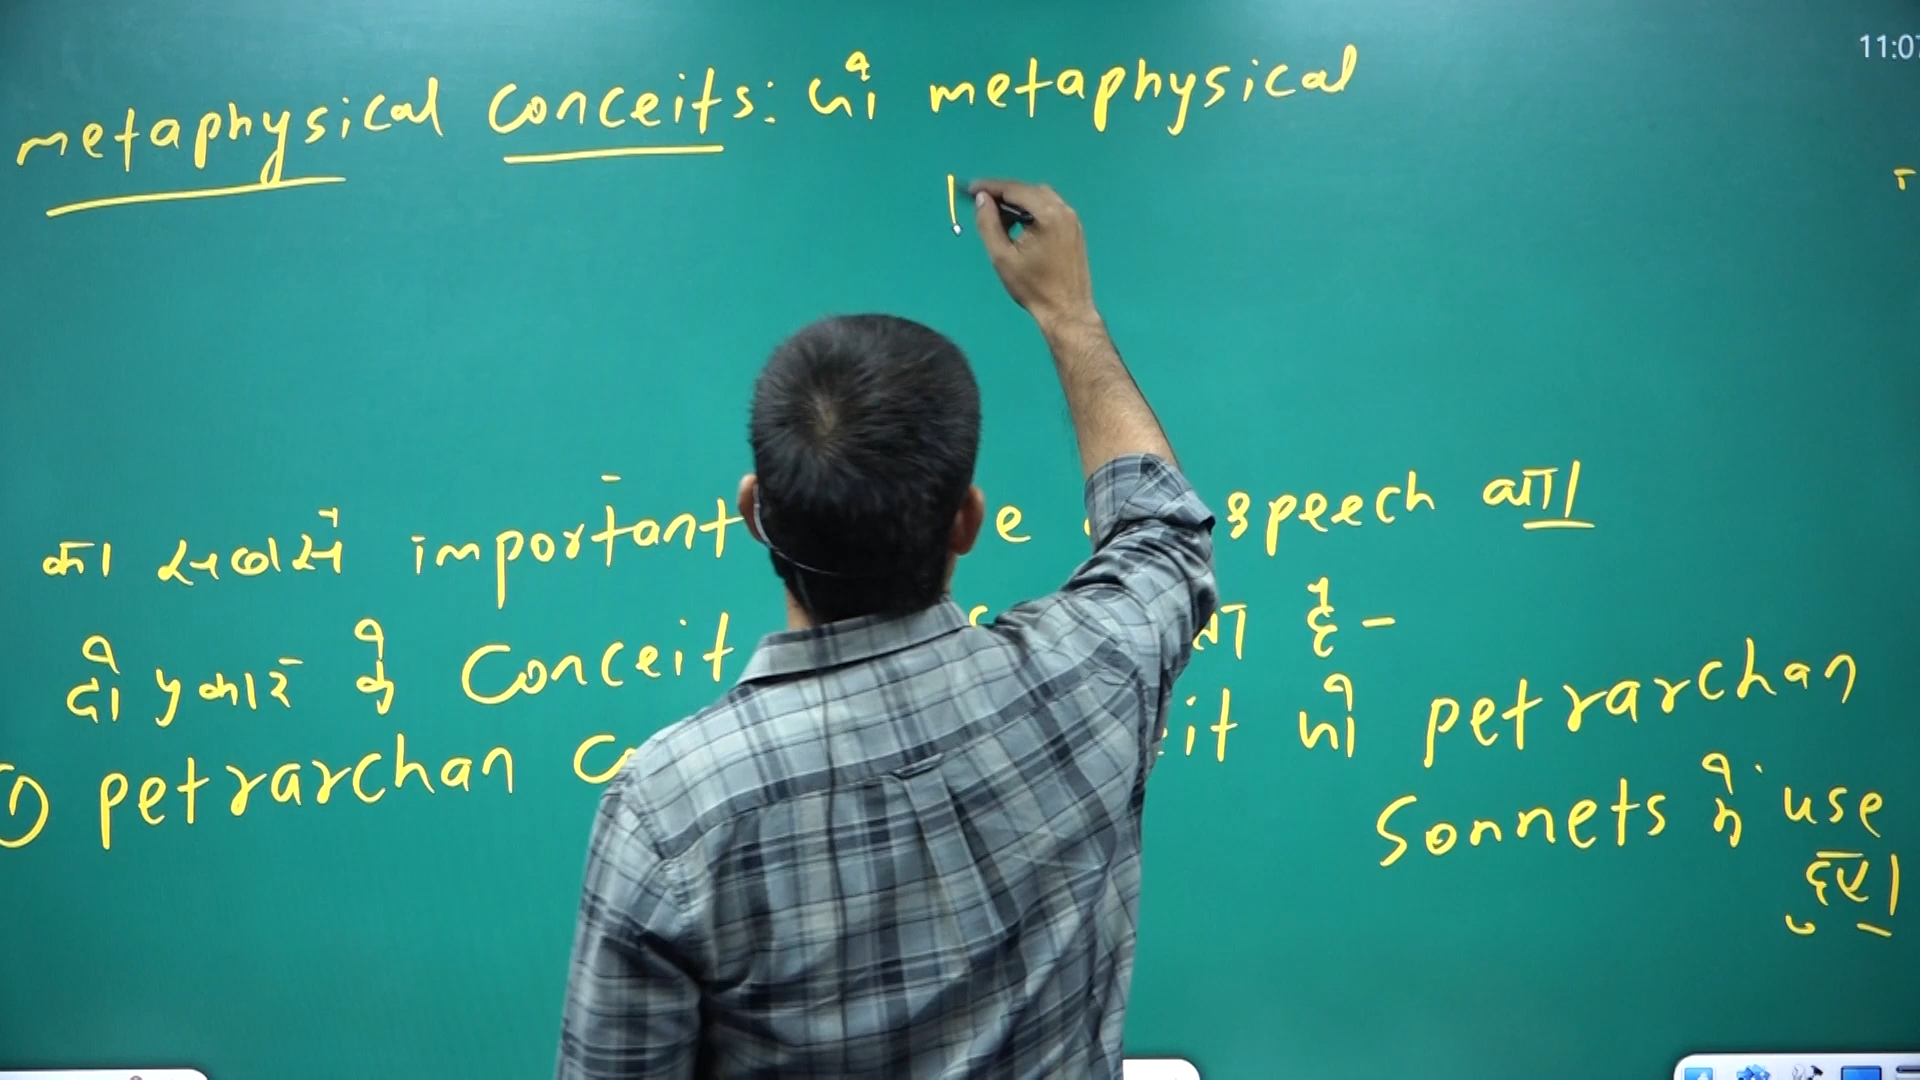 11:07
metaphysical conceits: जो metaphysical
का सबसे important e speech था।
दो प्रकार के conceit है -
① petrarchan it जो petrarchan
sonnets में use
हुए।